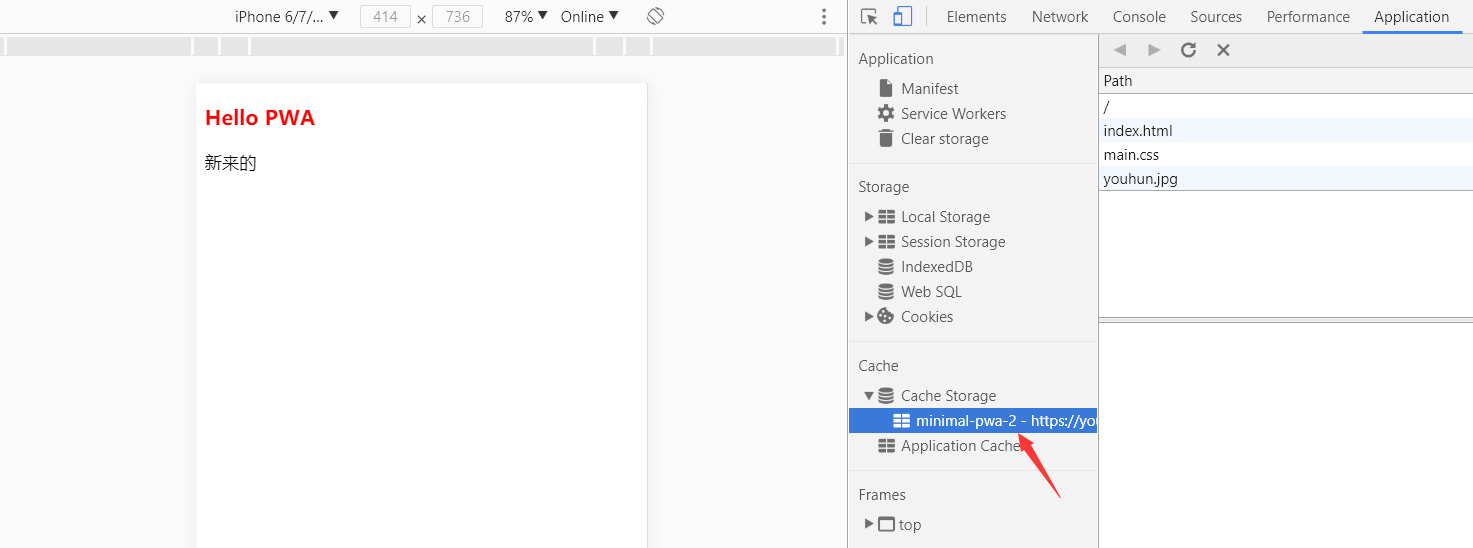 iPhone 6/7/... ▼ 414 × 736 87% ▼ Online ▼
Hello PWA
新来的
Elements Network Console Sources Performance Application
Application
Manifest
Service Workers
Clear storage
Storage
Local Storage
Session Storage
IndexedDB
Web SQL
Cookies
Cache
Cache Storage
minimal-pwa-2 - https://you
Application Cache
Frames
top
Path
/
index.html
main.css
youhun.jpg